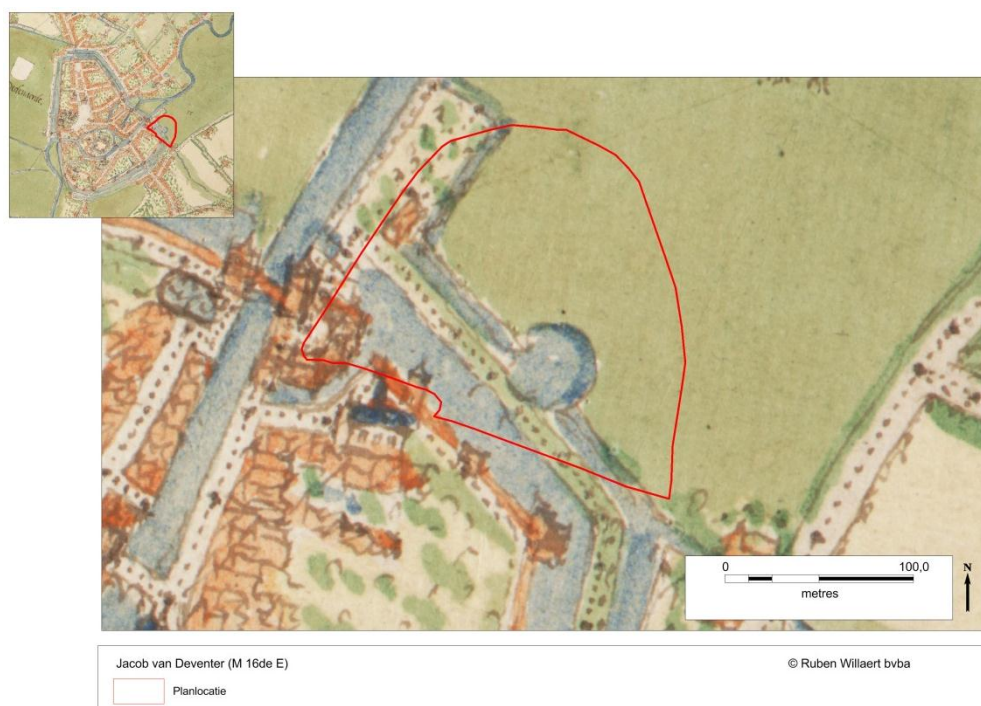 0 100,0
metres
N
Jacob van Deventer (M 16de E)
© Ruben Willaert bvba
Planlocatie